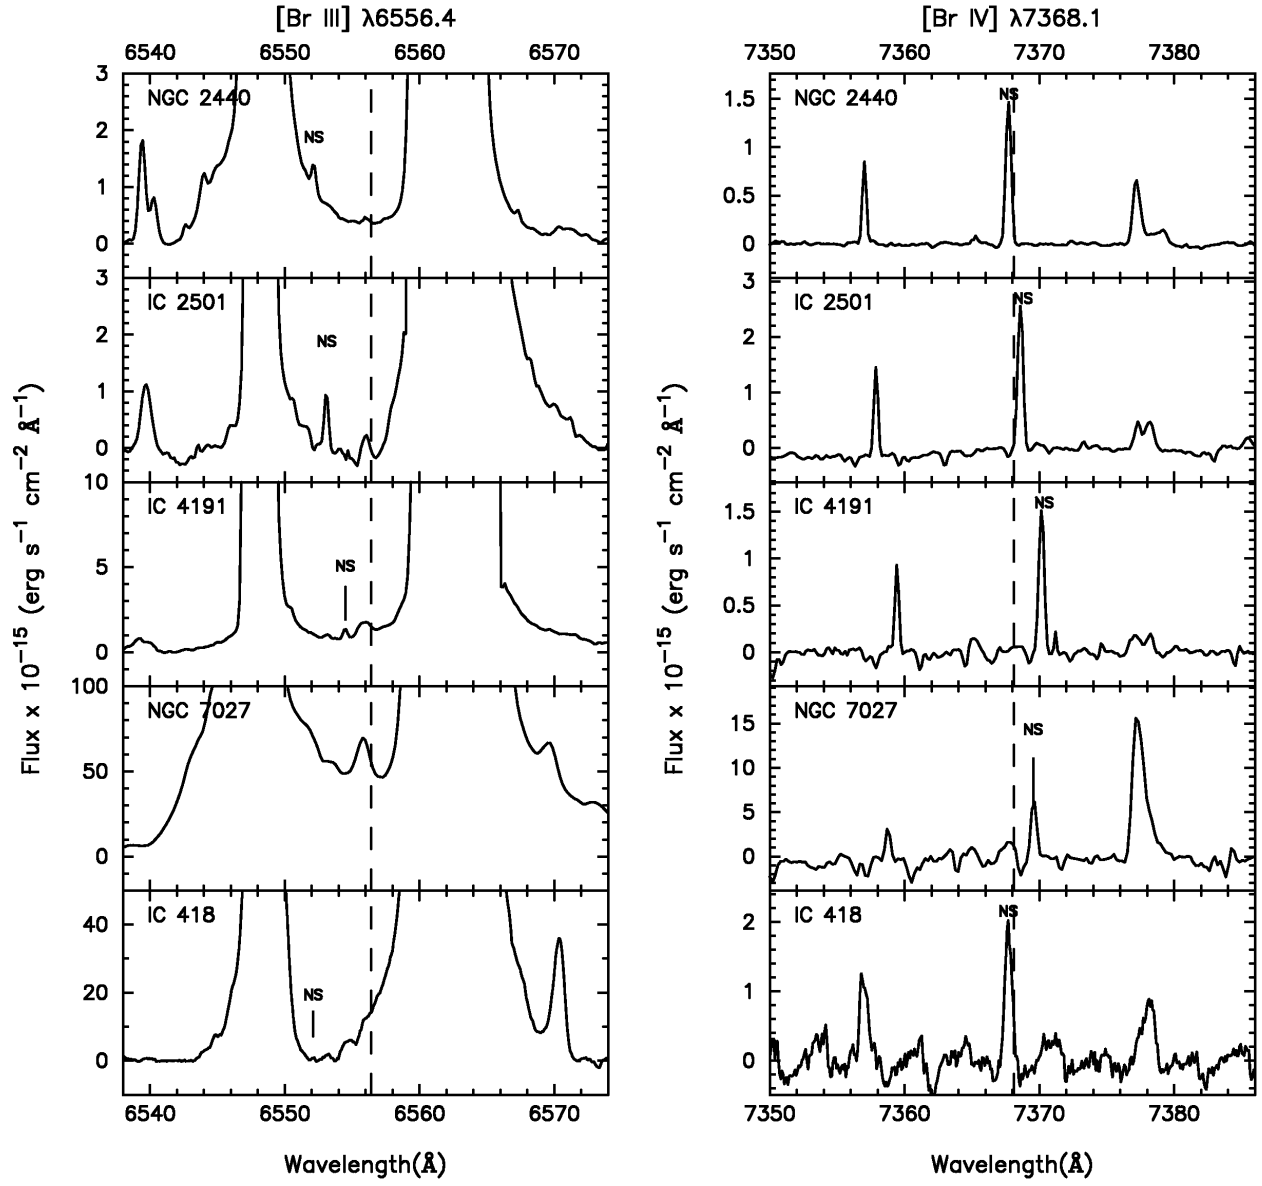 [Br III] λ6556.4
6540 6550 6560 6570
NGC 2440
NS
3
2
1
0
IC 2501
NS
3
2
1
0
IC 4191
NS
10
5
0
NGC 7027
100
50
0
IC 418
NS
40
20
0
6540 6550 6560 6570
Wavelength(Å)
Flux x 10−15 (erg s−1 cm−2 Å−1)
[Br IV] λ7368.1
7350 7360 7370 7380
NGC 2440
NS
1.5
1
0.5
0
IC 2501
NS
3
2
1
0
IC 4191
NS
1.5
1
0.5
0
NGC 7027
NS
15
10
5
0
IC 418
NS
2
1
0
7350 7360 7370 7380
Wavelength(Å)
Flux x 10−15 (erg s−1 cm−2 Å−1)